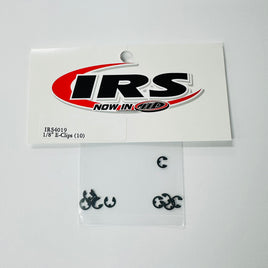 IRS
NOW IN
IRS4019
1/8" E-Clips (10)